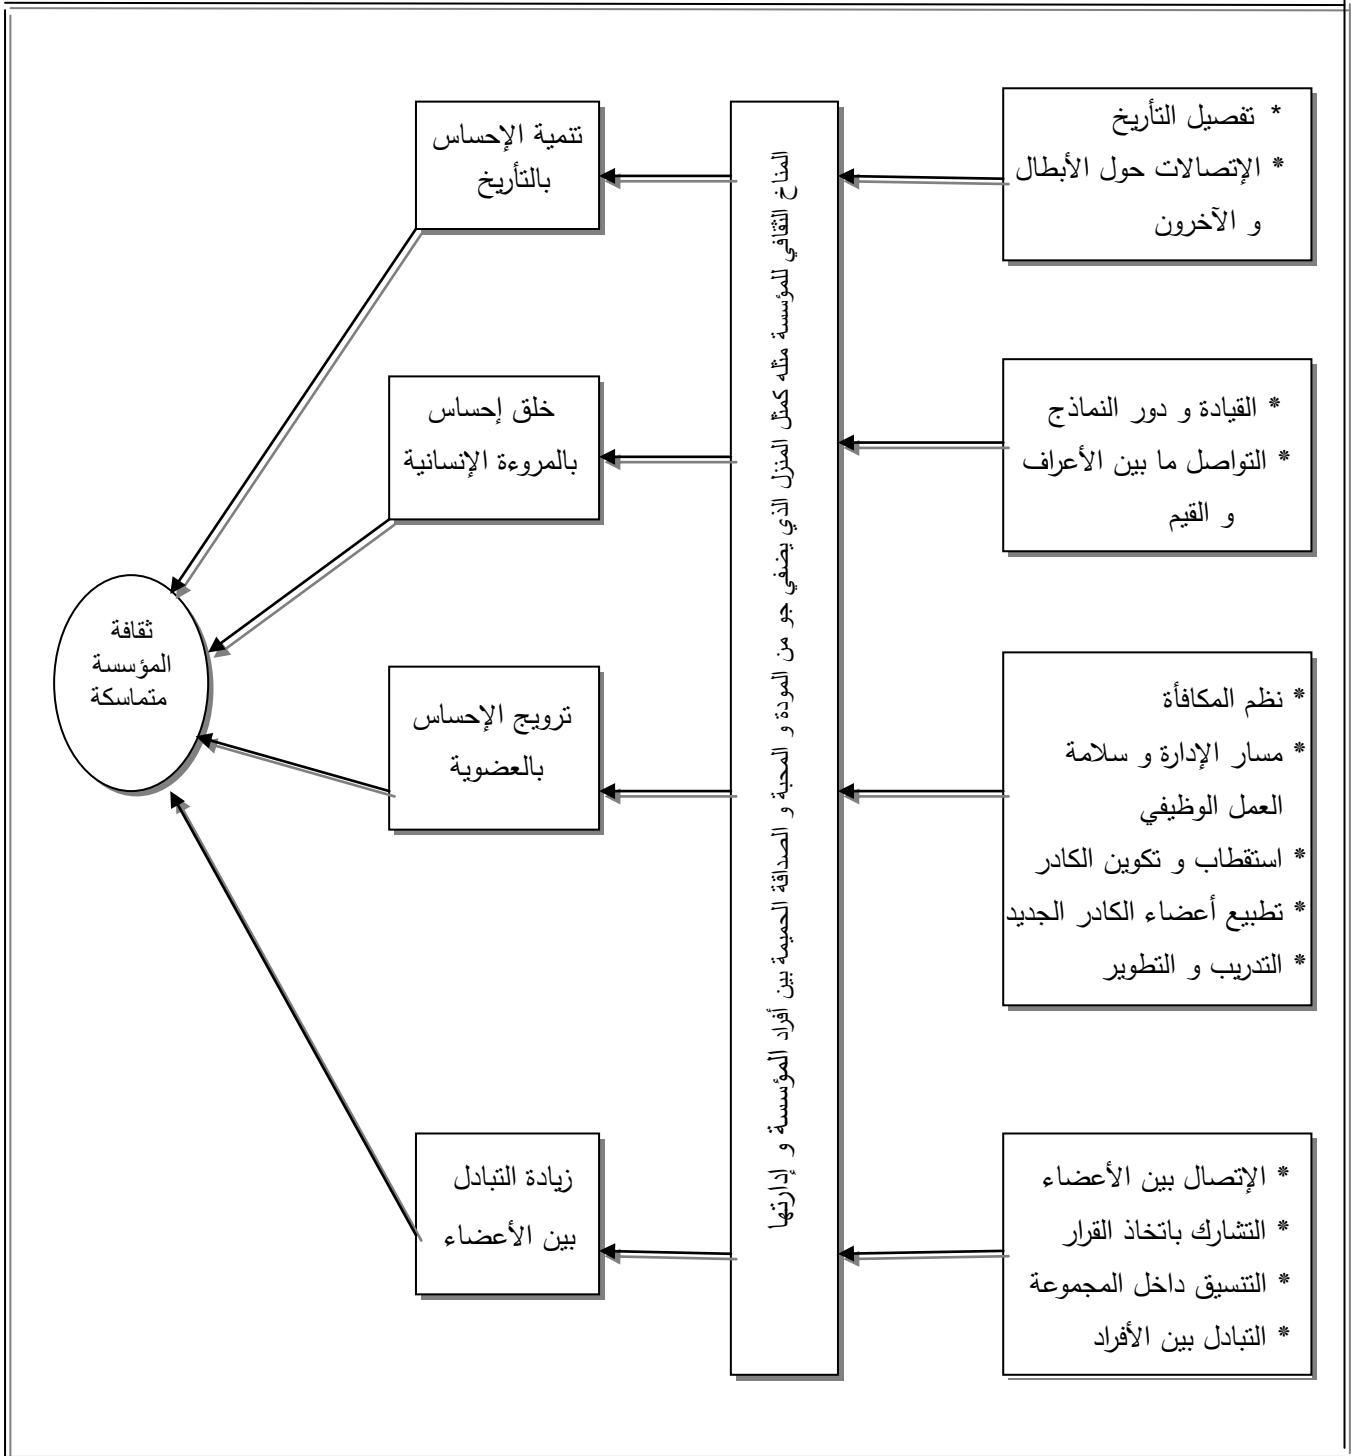 * تفصيل التأريخ
* الإتصالات حول الأبطال
و الآخرون
* القيادة و دور النماذج
* التواصل ما بين الأعراف
و القيم
* نظم المكافأة
* مسار الإدارة و سلامة
العمل الوظيفي
* استقطاب و تكوين الكادر
* تطبيع أعضاء الكادر الجديد
* التدريب و التطوير
* الإتصال بين الأعضاء
* التشارك باتخاذ القرار
* التنسيق داخل المجموعة
* التبادل بين الأفراد
المناخ الثقافي للمؤسسة مثله كمثل المنزل الذي يضفي جو من المودة و المحبة و الصداقة الحميمة بين أفراد المؤسسة و إدارتها
تنمية الإحساس
بالتأريخ
خلق إحساس
بالمروءة الإنسانية
ترويج الإحساس
بالعضوية
زيادة التبادل
بين الأعضاء
ثقافة
المؤسسة
متماسكة